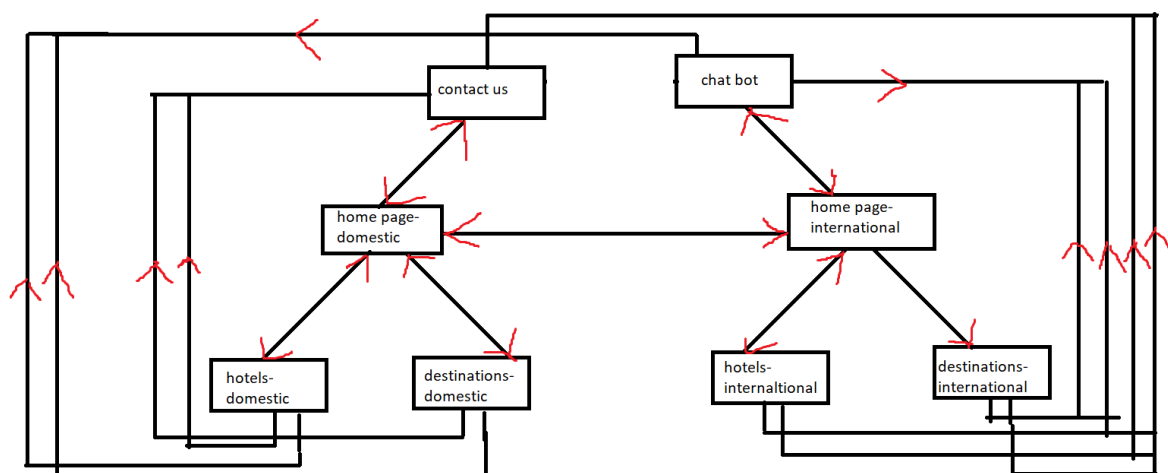 contact us
chat bot
home page-
domestic
home page-
international
hotels-
domestic
destinations-
domestic
hotels-
internaltional
destinations-
international